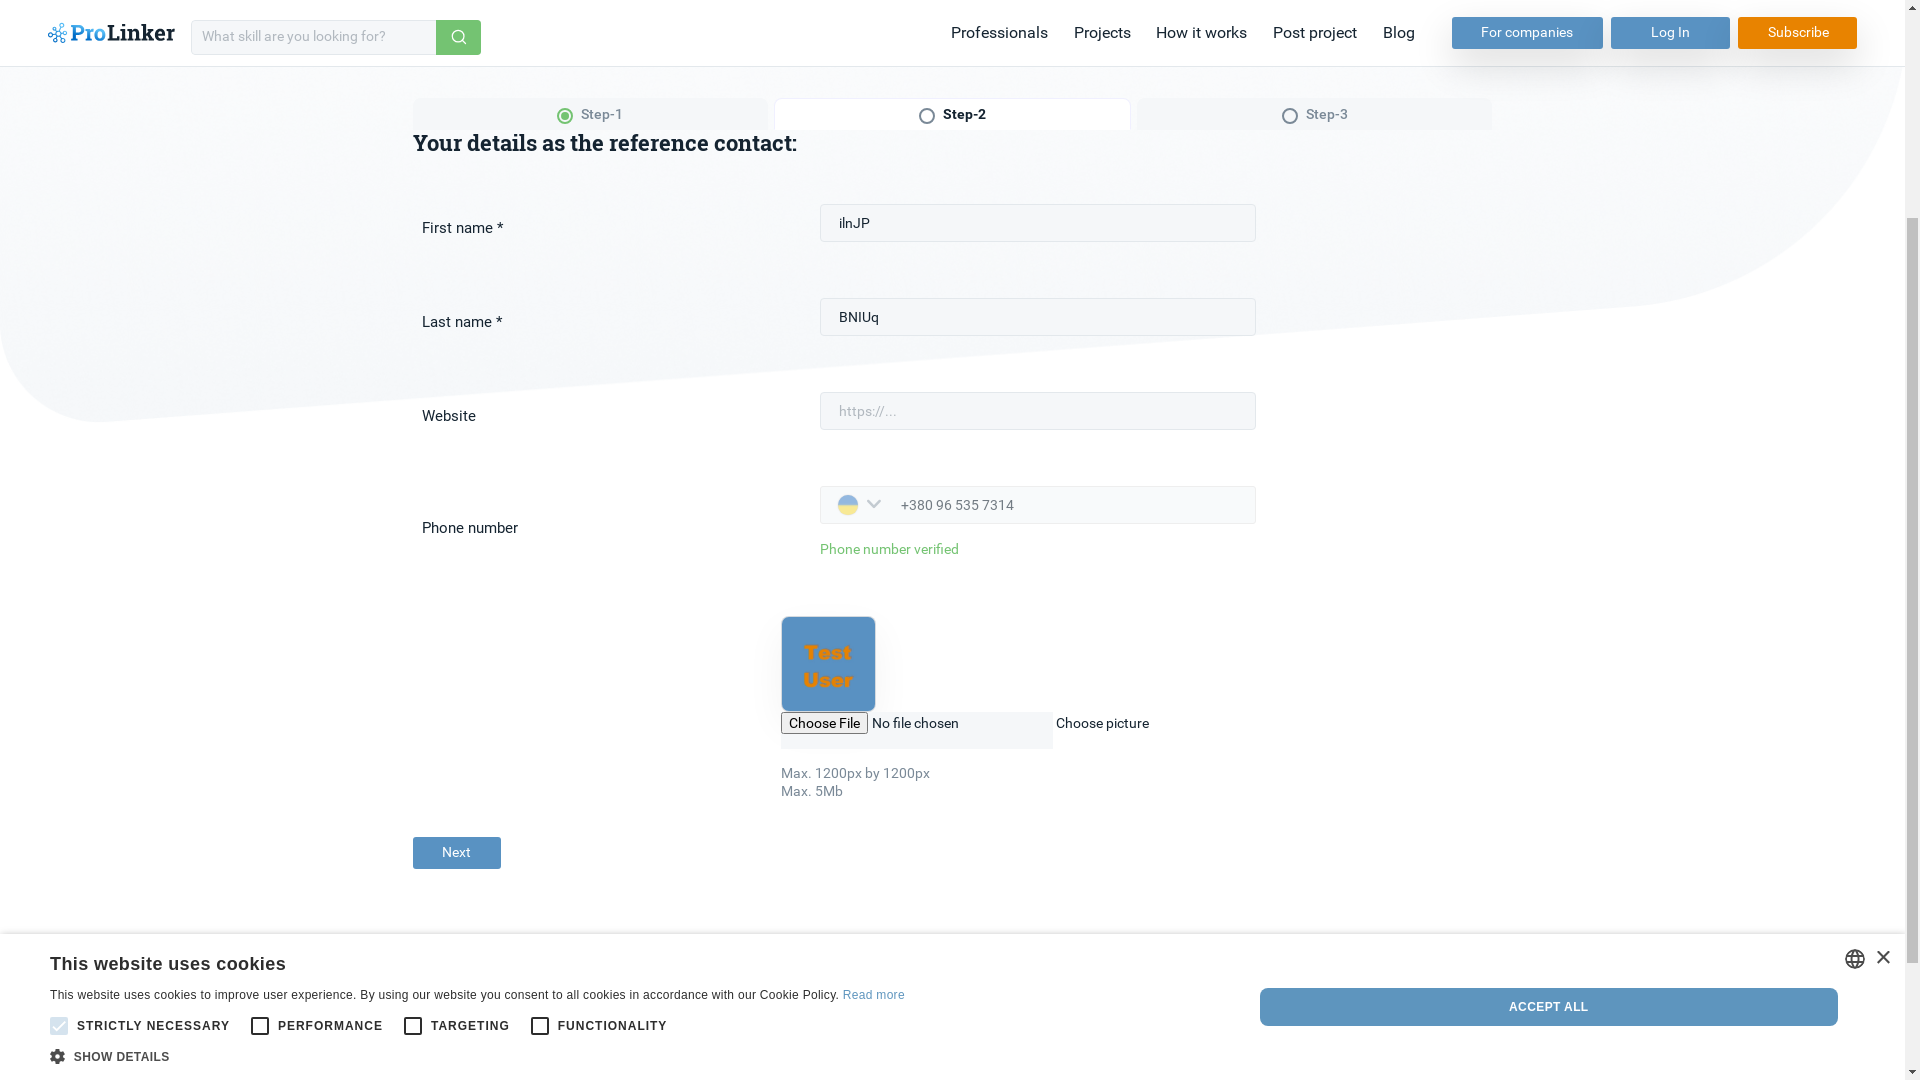 ProLinker
What skill are you looking for?
Professionals
Projects
How it works
Post project
Blog
For companies
Log In
Subscribe
Step-1
Step-2
Step-3
Your details as the reference contact:
First name *
ilnJP
Last name *
BNIUq
Website
https://...
+380 96 535 7314
Phone number
Phone number verified
Test
User
Choose File No file chosen Choose picture
Max. 1200px by 1200px
Max. 5Mb
Next
This website uses cookies
This website uses cookies to improve user experience. By using our website you consent to all cookies in accordance with our Cookie Policy. Read more
STRICTLY NECESSARY
PERFORMANCE
TARGETING
FUNCTIONALITY
SHOW DETAILS
×
ACCEPT ALL